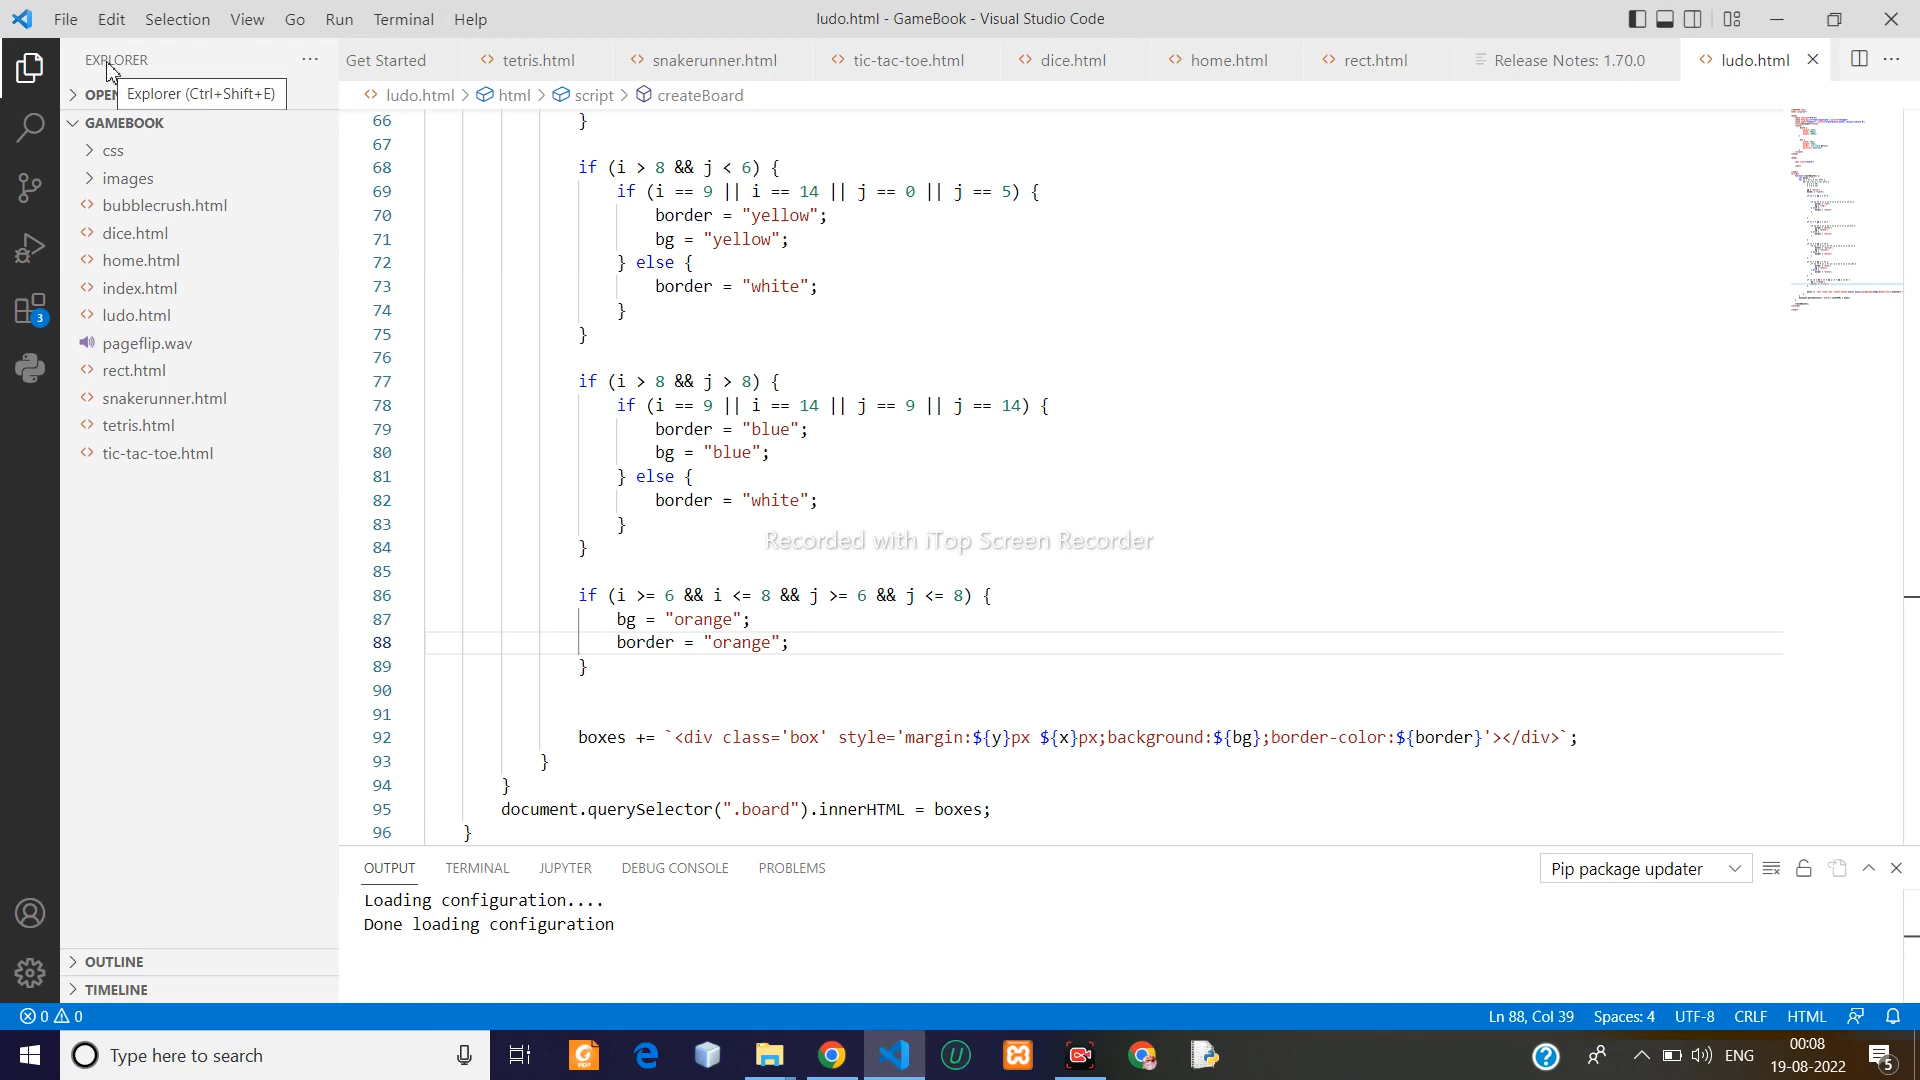 File Edit Selection View Go Run Terminal Help
ludo.html - GameBook - Visual Studio Code
EXPLORER
Explorer (Ctrl+Shift+E)
OPEN
GAMEBOOK
css
images
bubblecrush.html
dice.html
home.html
index.html
ludo.html
pageflip.wav
rect.html
snakerunner.html
tetris.html
tic-tac-toe.html
OUTLINE
TIMELINE
3
Get Started tetris.html snakerunner.html tic-tac-toe.html dice.html home.html rect.html Release Notes: 1.70.0 ludo.html
ludo.html > html > script > createBoard
66 }
67
68 if (i > 8 && j < 6) {
69 if (i == 9 || i == 14 || j == 0 || j == 5) {
70 border = "yellow";
71 bg = "yellow";
72 } else {
73 border = "white";
74 }
75 }
76
77 if (i > 8 && j > 8) {
78 if (i == 9 || i == 14 || j == 9 || j == 14) {
79 border = "blue";
80 bg = "blue";
81 } else {
82 border = "white";
83 }
84 }
85
86 if (i >= 6 && i <= 8 && j >= 6 && j <= 8) {
87 bg = "orange";
88 border = "orange";
89 }
90
91
92 boxes += `<div class='box' style='margin:${y}px ${x}px;background:${bg};border-color:${border}'></div>`;
93 }
94 }
95 document.querySelector(".board").innerHTML = boxes;
96 }
Recorded with iTop Screen Recorder
OUTPUT TERMINAL JUPYTER DEBUG CONSOLE PROBLEMS
Pip package updater
Loading configuration....
Done loading configuration
0 0
Ln 88, Col 39 Spaces: 4 UTF-8 CRLF HTML
Type here to search
ENG
00:08
19-08-2022
5